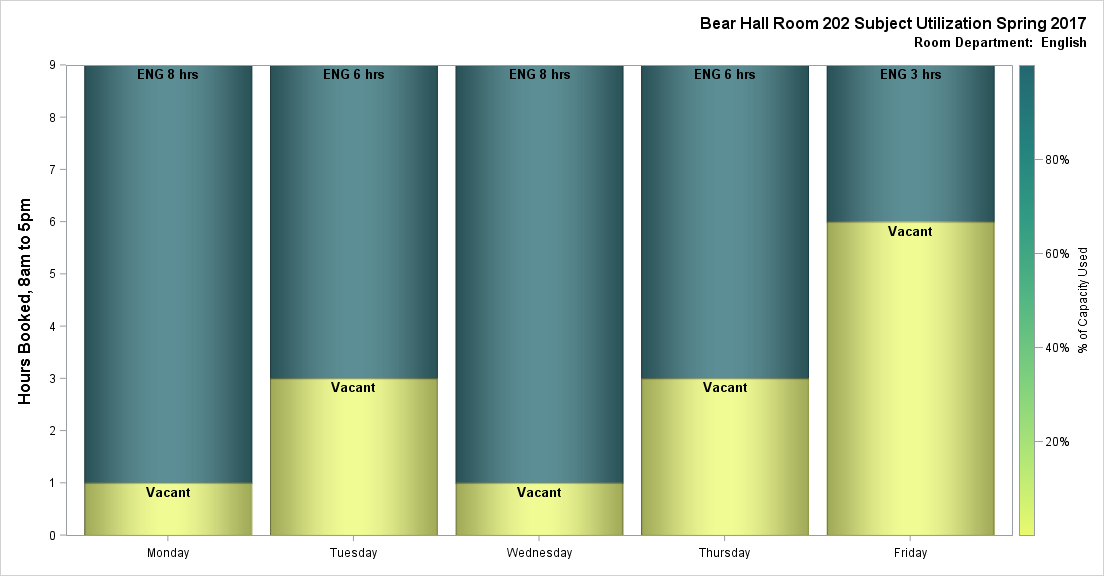 Bear Hall Room 202 Subject Utilization Spring 2017
Room Department:  English
Hours Booked, 8am to 5pm
9
8
7
6
5
4
3
2
1
0
ENG 8 hrs
ENG 6 hrs
ENG 8 hrs
ENG 6 hrs
ENG 3 hrs
Vacant
Vacant
Vacant
Vacant
Vacant
Monday
Tuesday
Wednesday
Thursday
Friday
80%
60%
40%
20%
% of Capacity Used